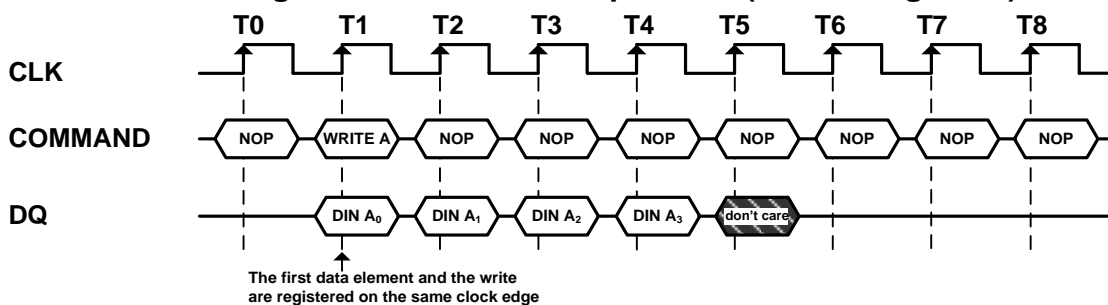 T0 T1 T2 T3 T4 T5 T6 T7 T8
CLK
COMMAND NOP WRITE A NOP NOP NOP NOP NOP NOP NOP
DQ DIN A₀ DIN A₁ DIN A₂ DIN A₃ don't care
The first data element and the write
are registered on the same clock edge